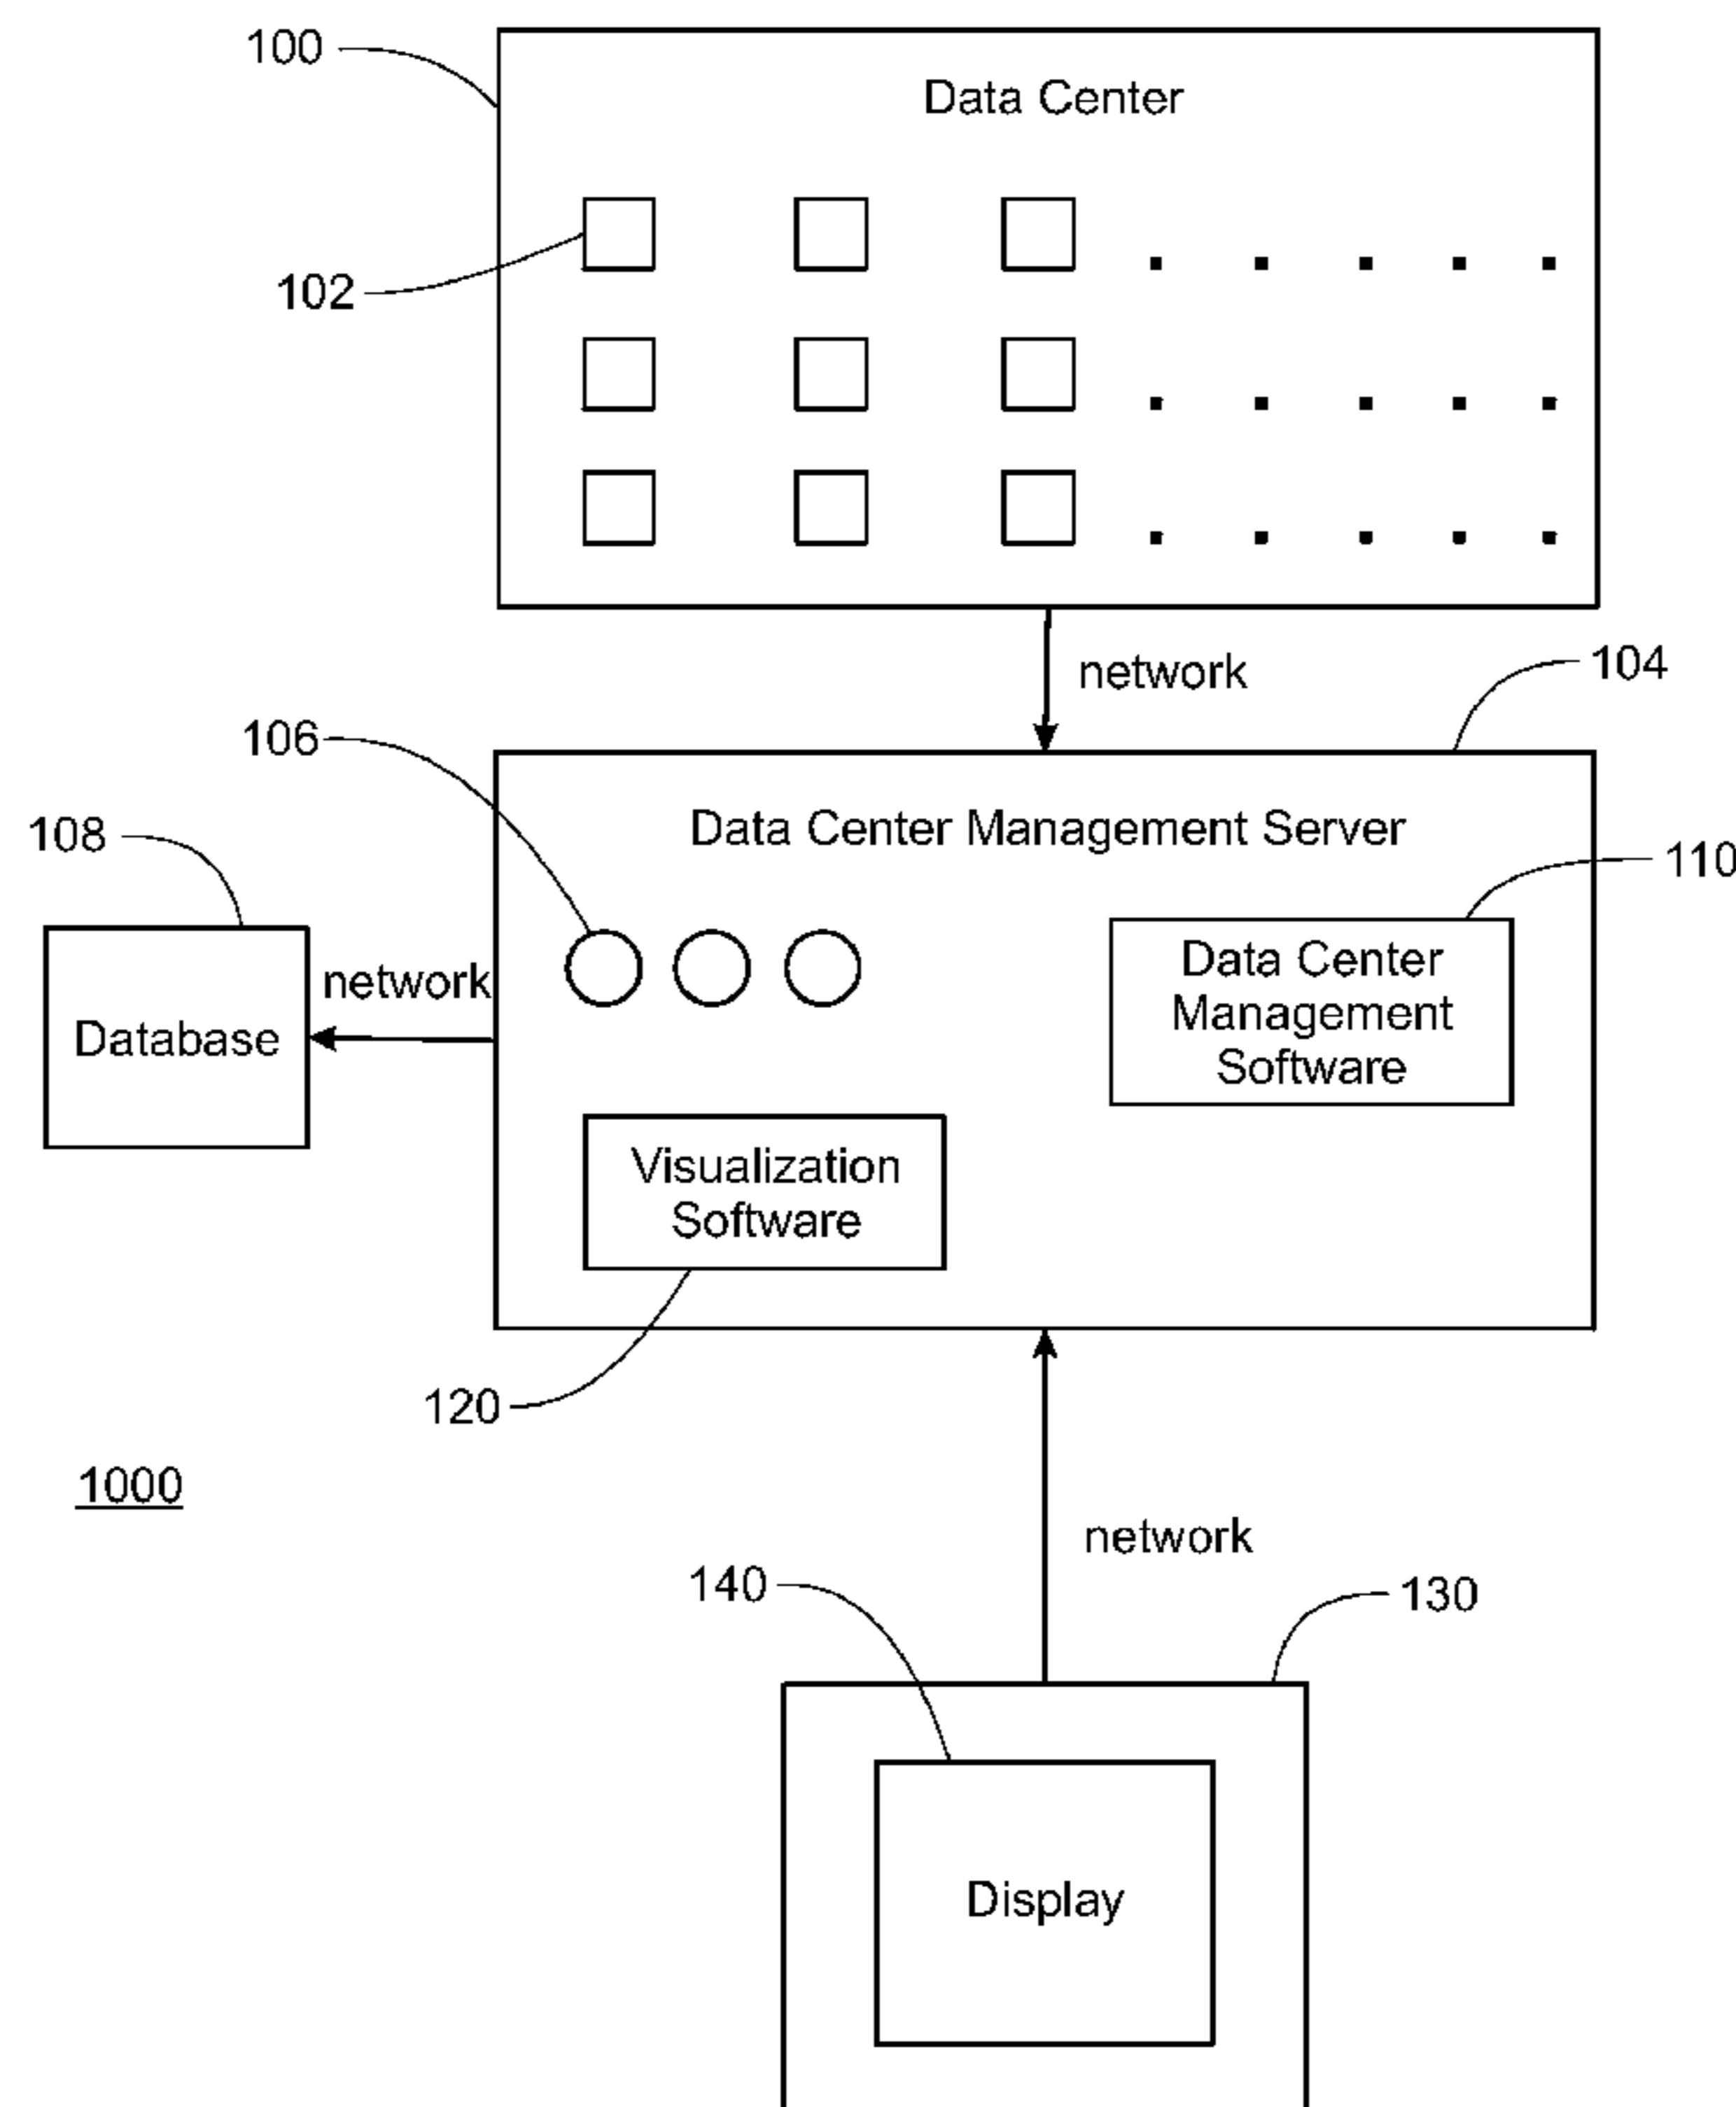 100
Data Center
102
network
104
106
Data Center Management Server
108
110
network
Data Center
Management
Software
Database
Visualization
Software
120
1000
network
140
130
Display